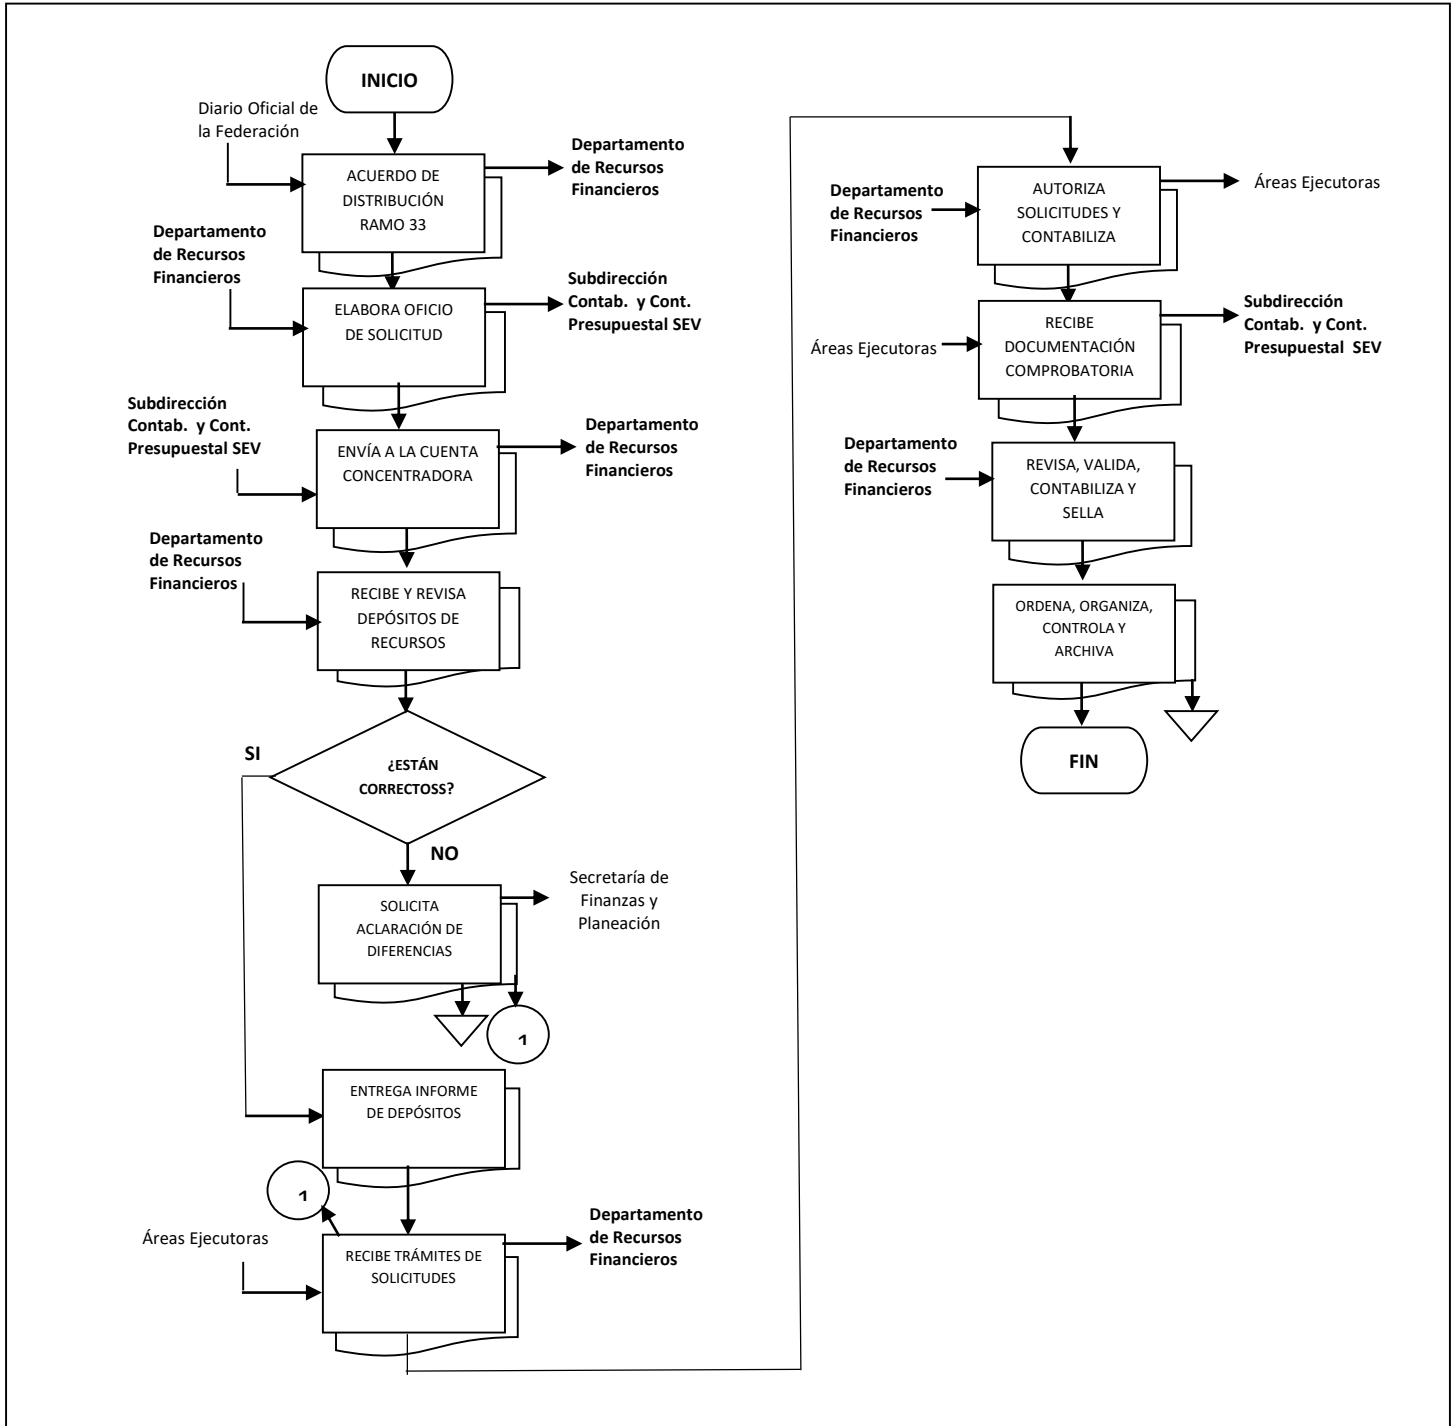 INICIO
Diario Oficial de
la Federación
ACUERDO DE
DISTRIBUCIÓN
RAMO 33
Departamento
de Recursos
Financieros
Departamento
de Recursos
Financieros
ELABORA OFICIO
DE SOLICITUD
Subdirección
Contab. y Cont.
Presupuestal SEV
Subdirección
Contab. y Cont.
Presupuestal SEV
ENVÍA A LA CUENTA
CONCENTRADORA
Departamento
de Recursos
Financieros
Departamento
de Recursos
Financieros
RECIBE Y REVISA
DEPÓSITOS DE
RECURSOS
SI
¿ESTÁN
CORRECTOSS?
NO
SOLICITA
ACLARACIÓN DE
DIFERENCIAS
Secretaría de
Finanzas y
Planeación
1
ENTREGA INFORME
DE DEPÓSITOS
1
Áreas Ejecutoras
RECIBE TRÁMITES DE
SOLICITUDES
Departamento
de Recursos
Financieros
Departamento
de Recursos
Financieros
AUTORIZA
SOLICITUDES Y
CONTABILIZA
Áreas Ejecutoras
Áreas Ejecutoras
RECIBE
DOCUMENTACIÓN
COMPROBATORIA
Subdirección
Contab. y Cont.
Presupuestal SEV
Departamento
de Recursos
Financieros
REVISA, VALIDA,
CONTABILIZA Y
SELLA
ORDENA, ORGANIZA,
CONTROLA Y
ARCHIVA
FIN